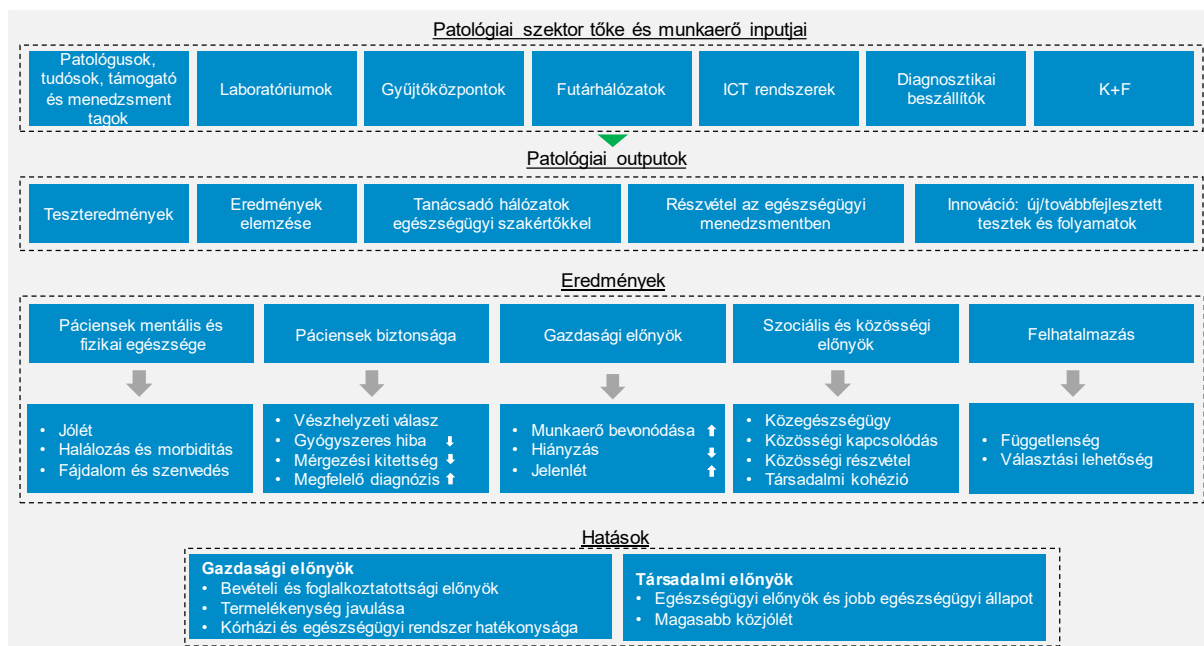 Patológiai szektor tőke és munkaerő inputjai
Patológusok,
tudósok, támogató
és menedzsment
tagok
Laboratóriumok
Gyűjtőközpontok
Futárhálózatok
ICT rendszerek
Diagnosztikai
beszállítók
K+F
Patológiai outputok
Teszteredmények
Eredmények
elemzése
Tanácsadó hálózatok
egészségügyi szakértőkkel
Részvétel az egészségügyi
menedzsmentben
Innováció: új/továbbfejlesztett
tesztek és folyamatok
Eredmények
Páciensek mentális és
fizikai egészsége
Páciensek biztonsága
Gazdasági előnyök
Szociális és közösségi
előnyök
Felhatalmazás
• Jólét
• Halálozás és morbiditás
• Fájdalom és szenvedés
• Vészhelyzeti válasz
• Gyógyszeres hiba ⬇
• Mérgezési kitettség ⬇
• Megfelelő diagnózis ⬆
• Munkaerő bevonódása ⬆
• Hiányzás ⬇
• Jelenlét ⬆
• Közegészségügy
• Közösségi kapcsolódás
• Közösségi részvétel
• Társadalmi kohézió
• Függetlenség
• Választási lehetőség
Hatások
Gazdasági előnyök
• Bevételi és foglalkoztatottsági előnyök
• Termelékenység javulása
• Kórházi és egészségügyi rendszer hatékonysága
Társadalmi előnyök
• Egészségügyi előnyök és jobb egészségügyi állapot
• Magasabb közjólét